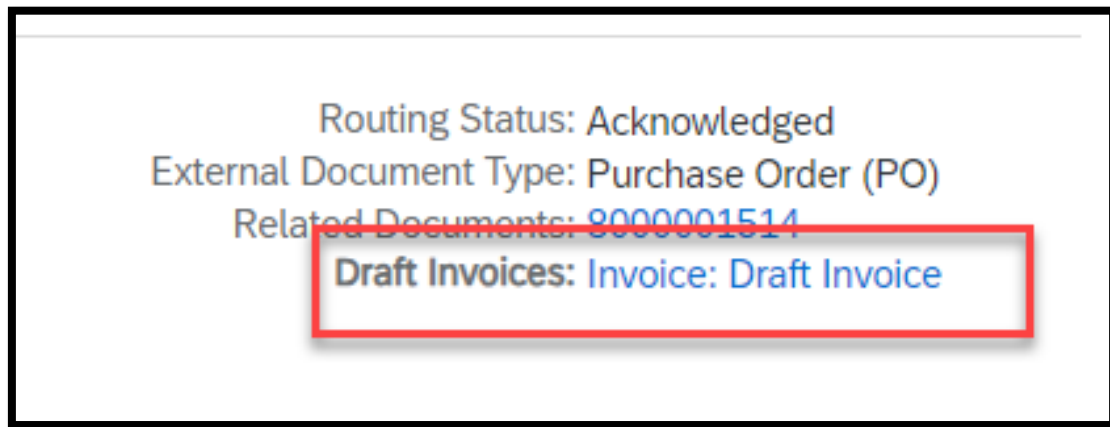 Routing Status: Acknowledged
External Document Type: Purchase Order (PO)
Related Documents: 8000001514
Draft Invoices: Invoice: Draft Invoice